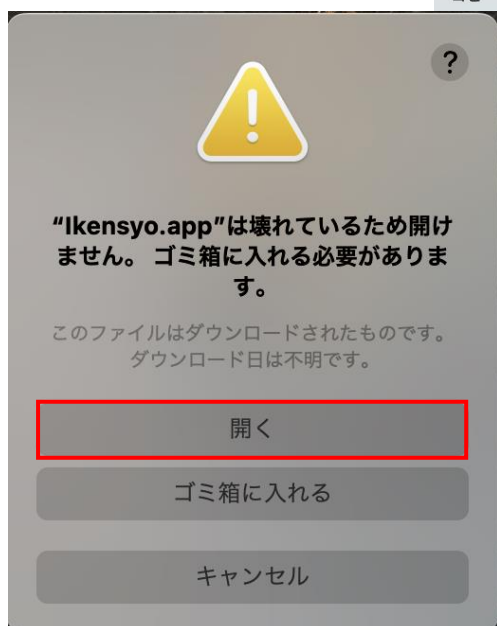 ?
“Ikensyo.app”は壊れているため開け
ません。 ゴミ箱に入れる必要がありま
す。
このファイルはダウンロードされたものです。
ダウンロード日は不明です。
開く
ゴミ箱に入れる
キャンセル